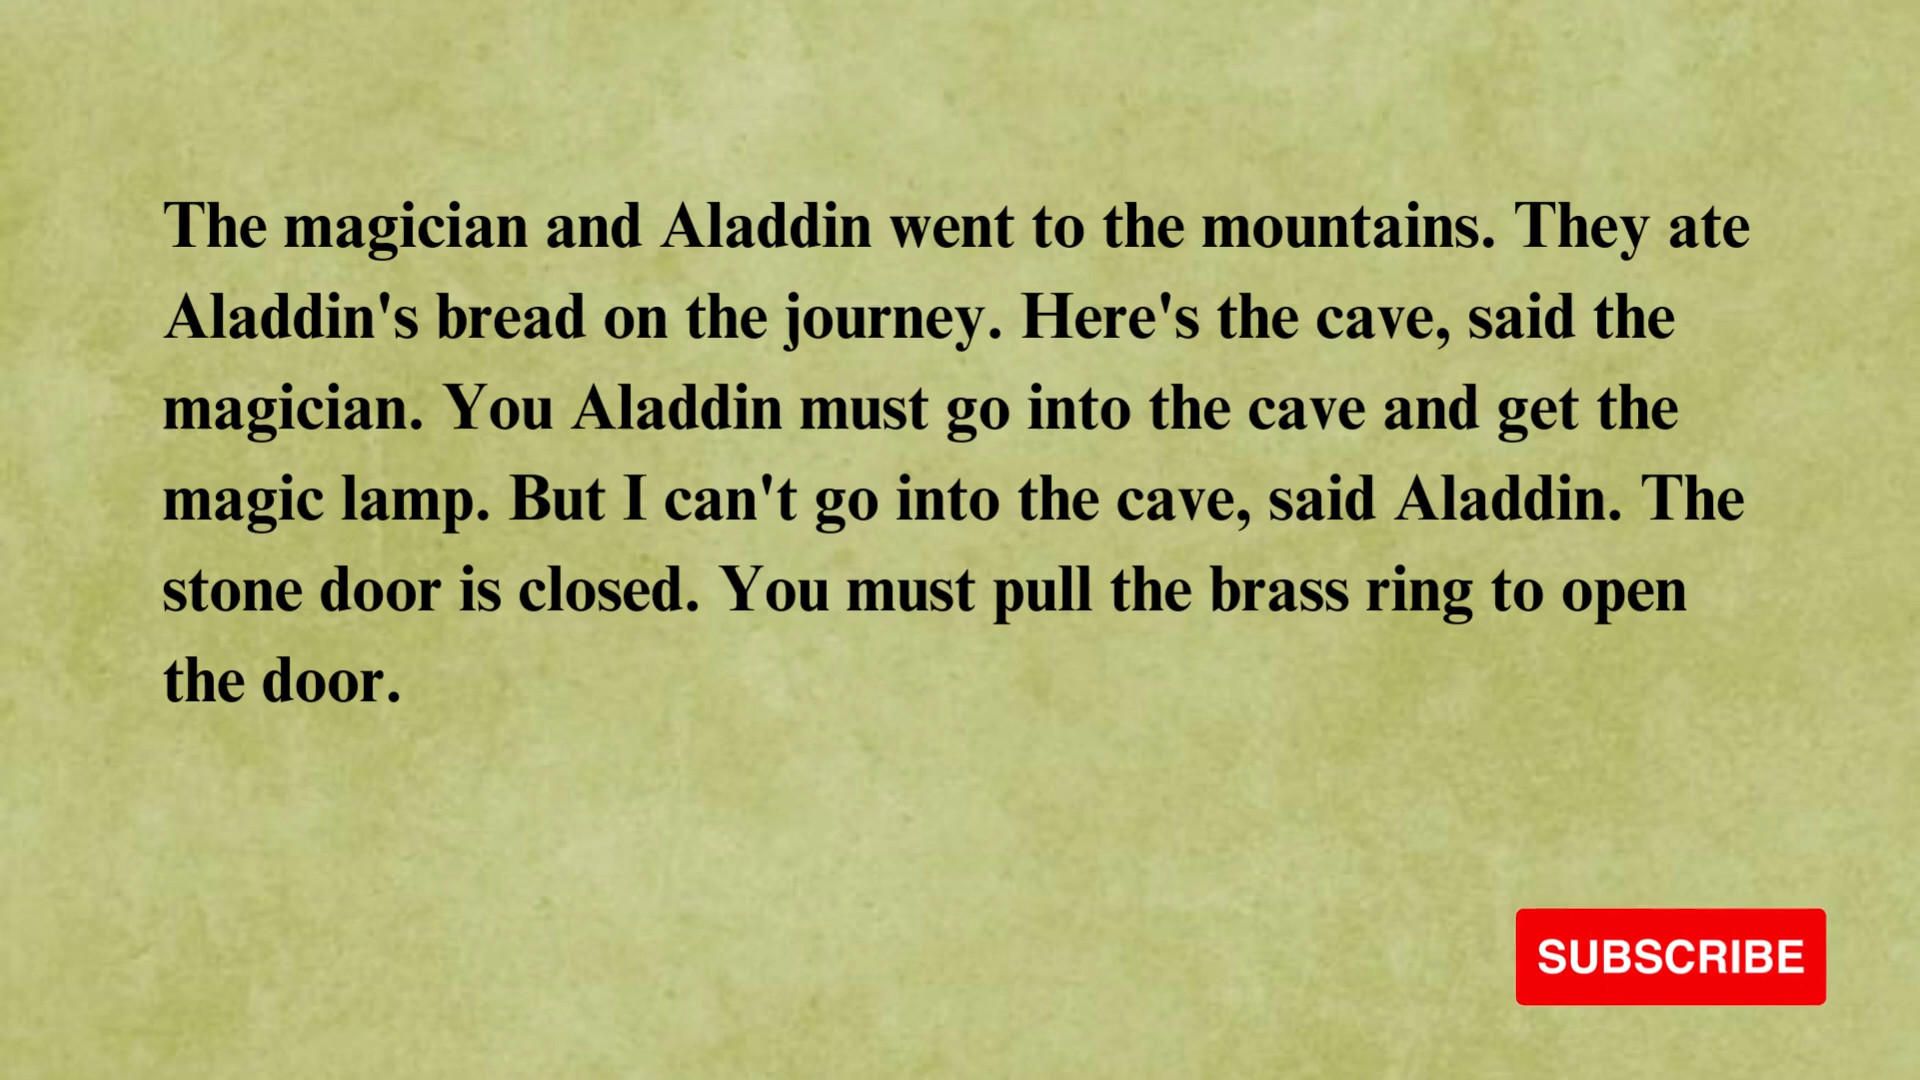 The magician and Aladdin went to the mountains. They ate
Aladdin's bread on the journey. Here's the cave, said the
magician. You Aladdin must go into the cave and get the
magic lamp. But I can't go into the cave, said Aladdin. The
stone door is closed. You must pull the brass ring to open
the door.
SUBSCRIBE